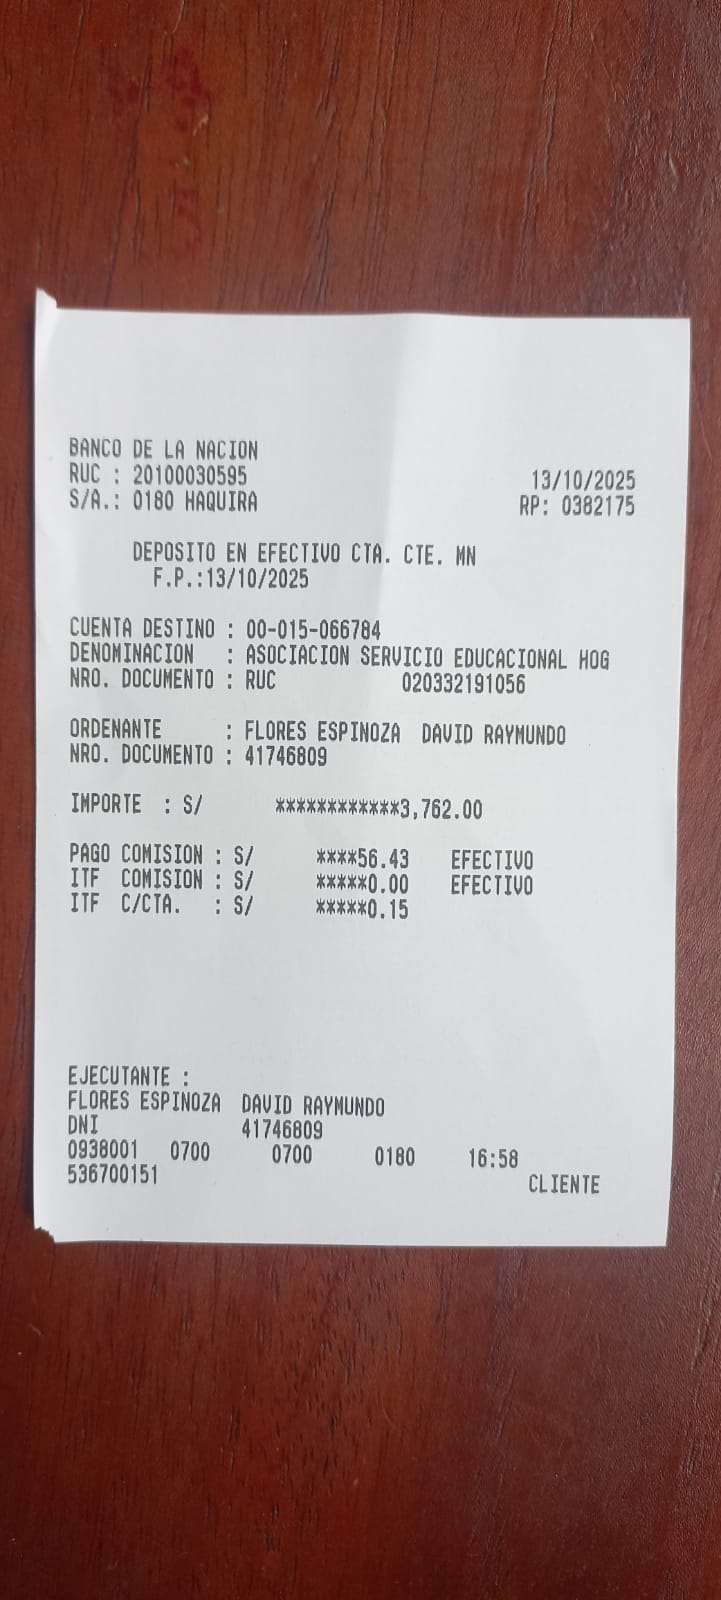 BANCO DE LA NACION
RUC : 20100030595 13/10/2025
S/A.: 0180 HAQUIRA RP: 0382175
DEPOSITO EN EFECTIVO CTA. CTE. MN
F.P.:13/10/2025
CUENTA DESTINO : 00-015-066784
DENOMINACION : ASOCIACION SERVICIO EDUCACIONAL HOG
NRO. DOCUMENTO : RUC 020332191056
ORDENANTE : FLORES ESPINOZA DAVID RAYMUNDO
NRO. DOCUMENTO : 41746809
IMPORTE : S/ ************3,762.00
PAGO COMISION : S/ ****56.43 EFECTIVO
ITF COMISION : S/ *****0.00 EFECTIVO
ITF C/CTA. : S/ *****0.15
EJECUTANTE :
FLORES ESPINOZA DAVID RAYMUNDO
DNI 41746809
0938001 0700 0700 0180 16:58
536700151 CLIENTE